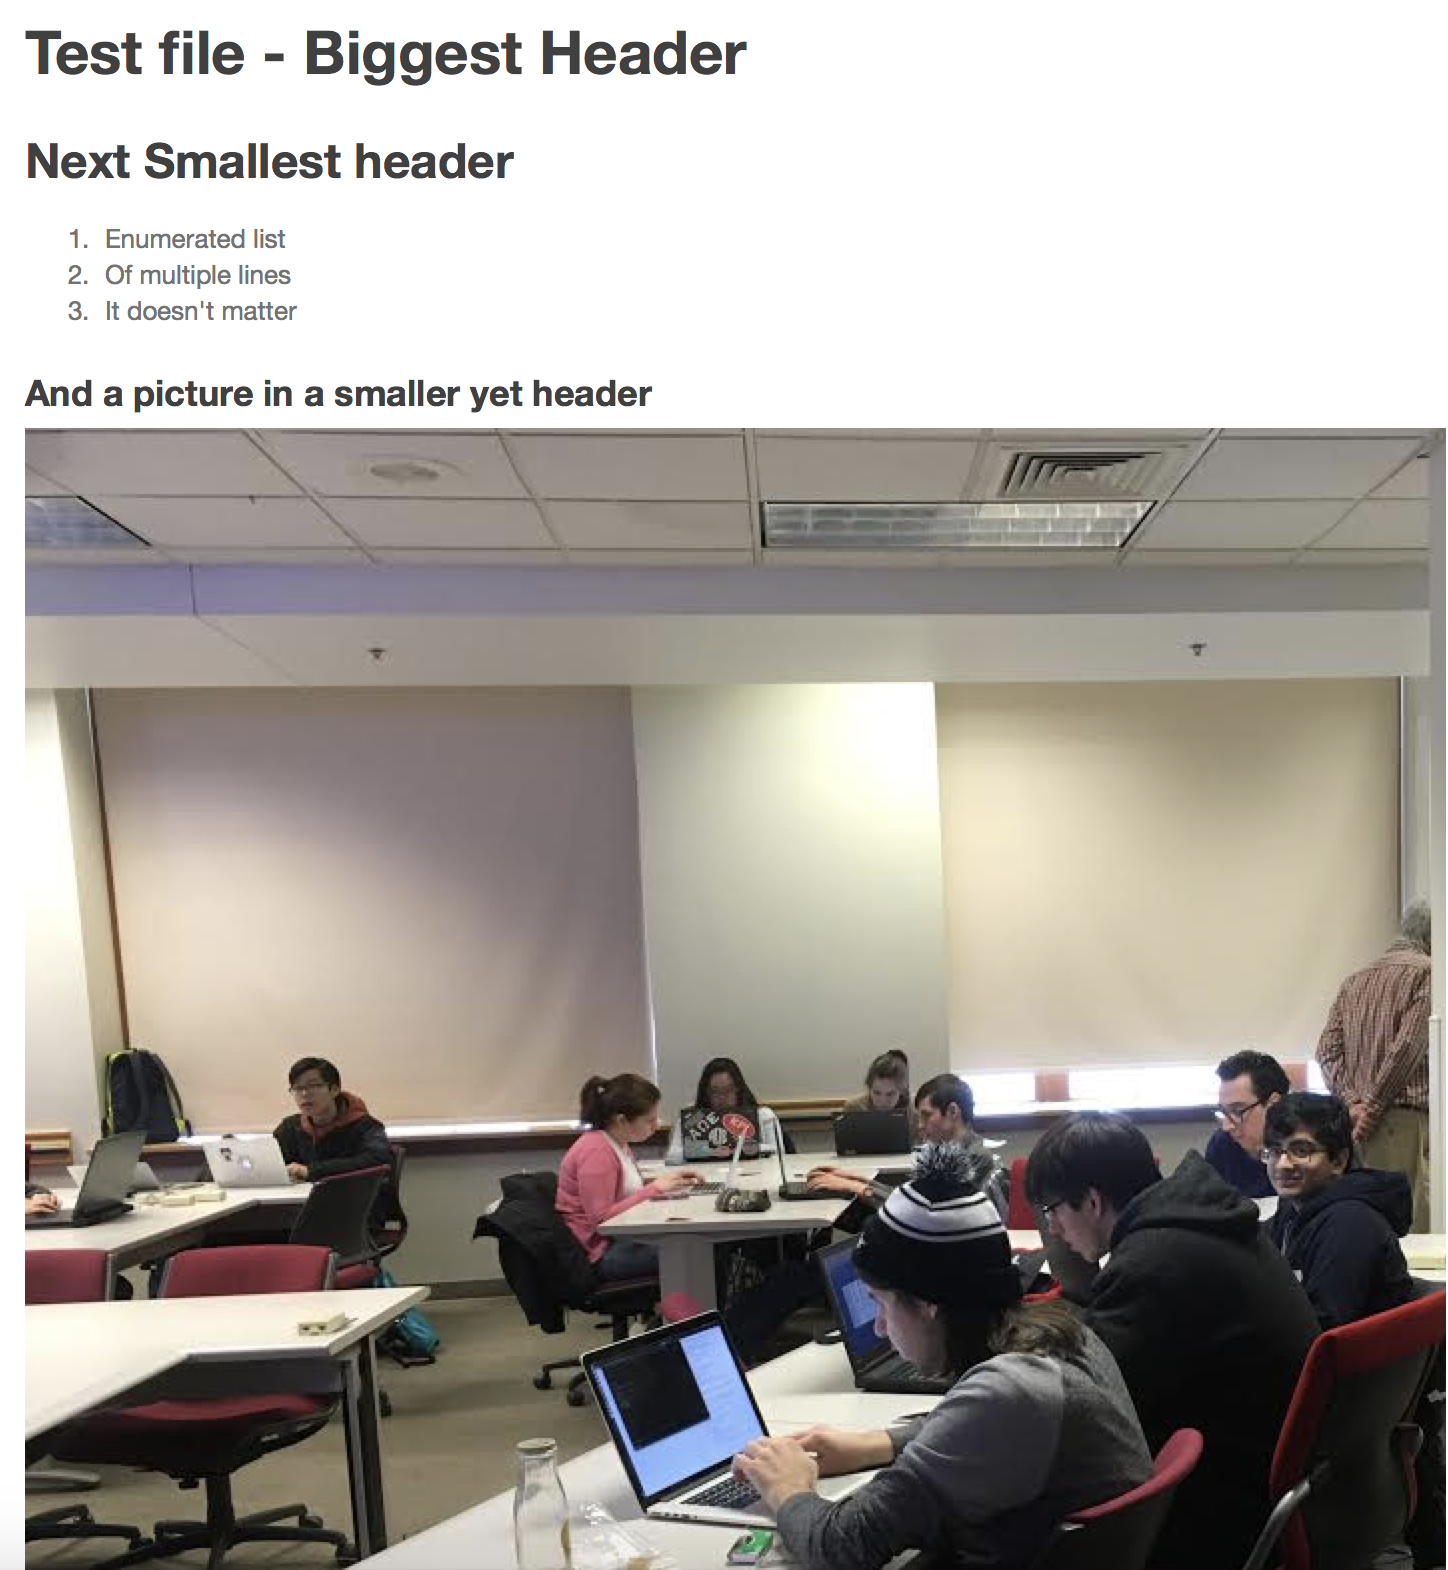 Test file - Biggest Header
Next Smallest header
1. Enumerated list
2. Of multiple lines
3. It doesn't matter
And a picture in a smaller yet header